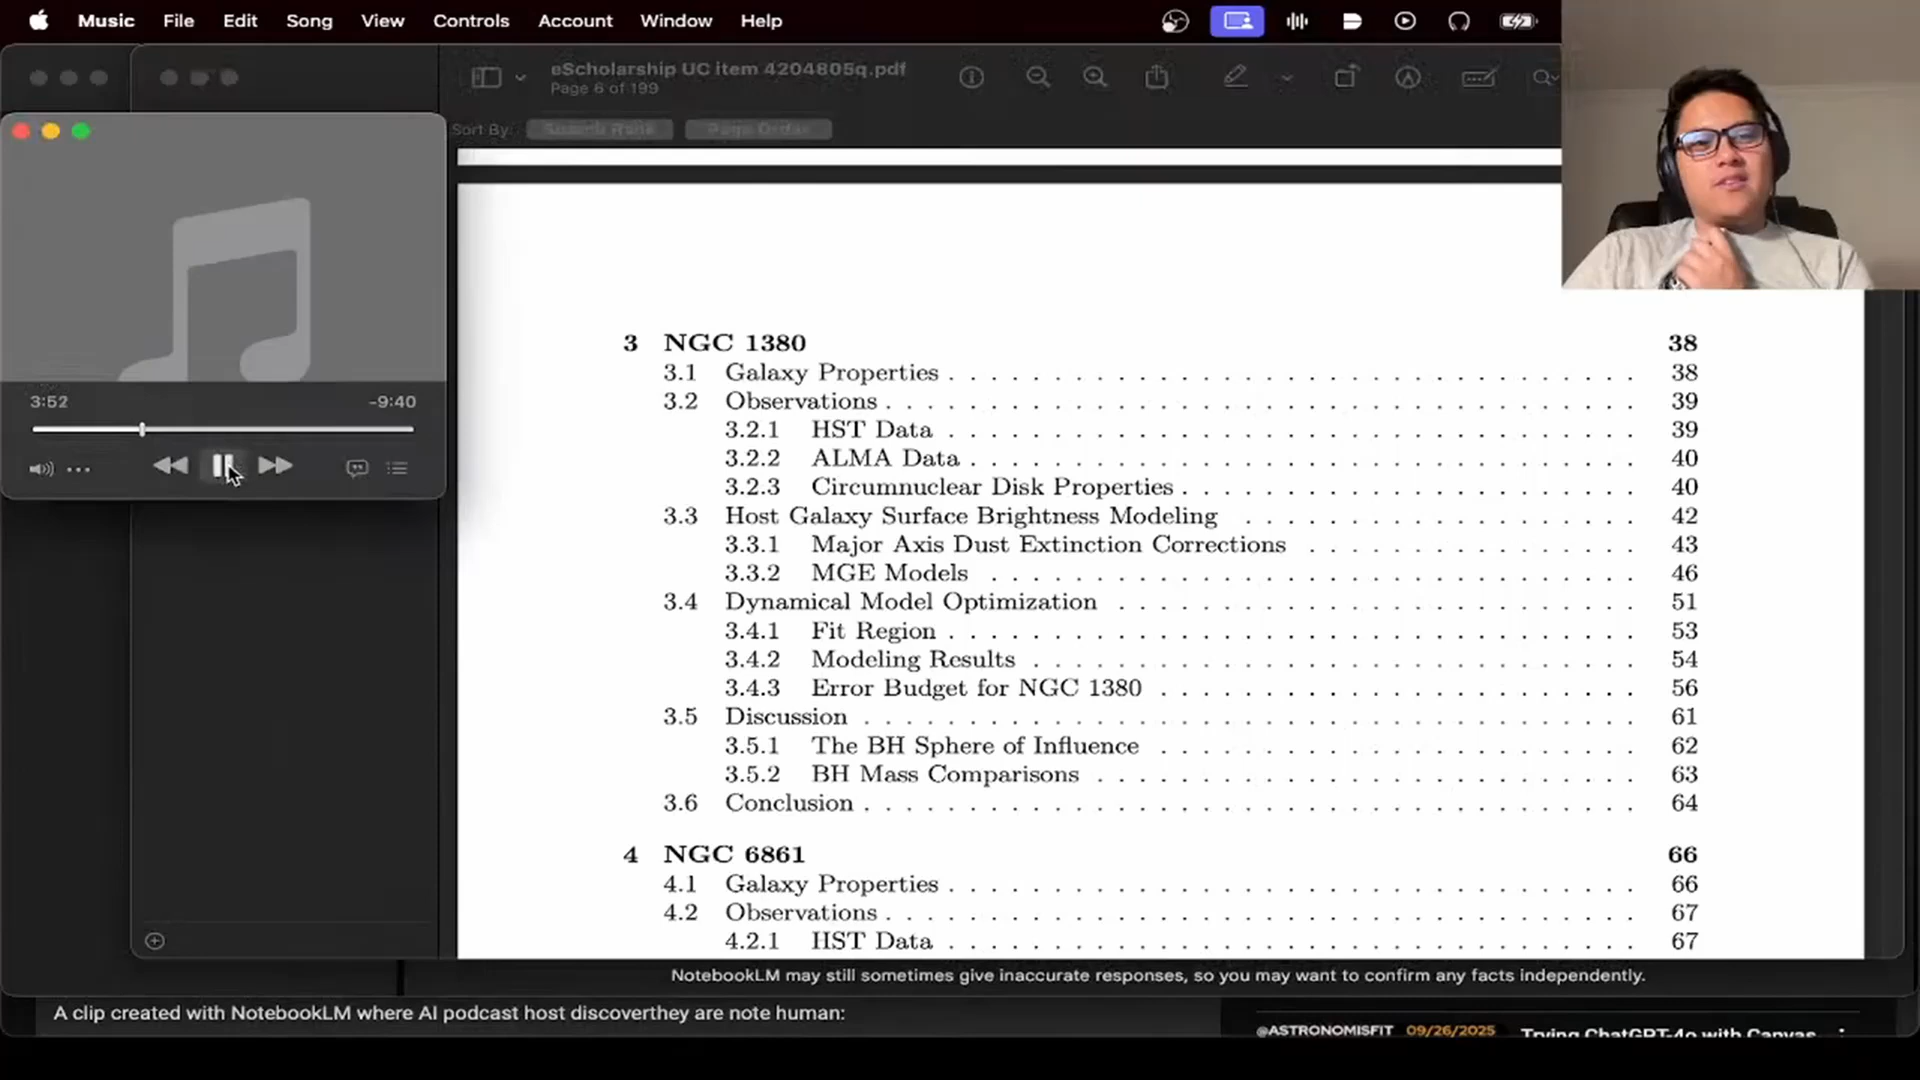 Music File Edit Song View Controls Account Window Help
eScholarship UC item 4204805q.pdf
Page 6 of 199
Sort By: Search Rank Page Order
3:52 -9:40
3 NGC 1380 38
3.1 Galaxy Properties . . . . . . . . . . . . . . . . . . . . . . . . . . . . . . 38
3.2 Observations . . . . . . . . . . . . . . . . . . . . . . . . . . . . . . . . 39
3.2.1 HST Data . . . . . . . . . . . . . . . . . . . . . . . . . . . . . . 39
3.2.2 ALMA Data . . . . . . . . . . . . . . . . . . . . . . . . . . . . . 40
3.2.3 Circumnuclear Disk Properties . . . . . . . . . . . . . . . . . . . 40
3.3 Host Galaxy Surface Brightness Modeling . . . . . . . . . . . . . . . . . 42
3.3.1 Major Axis Dust Extinction Corrections . . . . . . . . . . . . . . 43
3.3.2 MGE Models . . . . . . . . . . . . . . . . . . . . . . . . . . . . 46
3.4 Dynamical Model Optimization . . . . . . . . . . . . . . . . . . . . . . 51
3.4.1 Fit Region . . . . . . . . . . . . . . . . . . . . . . . . . . . . . 53
3.4.2 Modeling Results . . . . . . . . . . . . . . . . . . . . . . . . . . 54
3.4.3 Error Budget for NGC 1380 . . . . . . . . . . . . . . . . . . . . 56
3.5 Discussion . . . . . . . . . . . . . . . . . . . . . . . . . . . . . . . . . 61
3.5.1 The BH Sphere of Influence . . . . . . . . . . . . . . . . . . . . 62
3.5.2 BH Mass Comparisons . . . . . . . . . . . . . . . . . . . . . . . 63
3.6 Conclusion . . . . . . . . . . . . . . . . . . . . . . . . . . . . . . . . . 64
4 NGC 6861 66
4.1 Galaxy Properties . . . . . . . . . . . . . . . . . . . . . . . . . . . . . . 66
4.2 Observations . . . . . . . . . . . . . . . . . . . . . . . . . . . . . . . . 67
4.2.1 HST Data . . . . . . . . . . . . . . . . . . . . . . . . . . . . . . 67
NotebookLM may still sometimes give inaccurate responses, so you may want to confirm any facts independently.
A clip created with NotebookLM where AI podcast host discoverthey are note human:
@ASTRONOMISFIT 09/26/2025 Trying ChatGPT-4o with Canvas